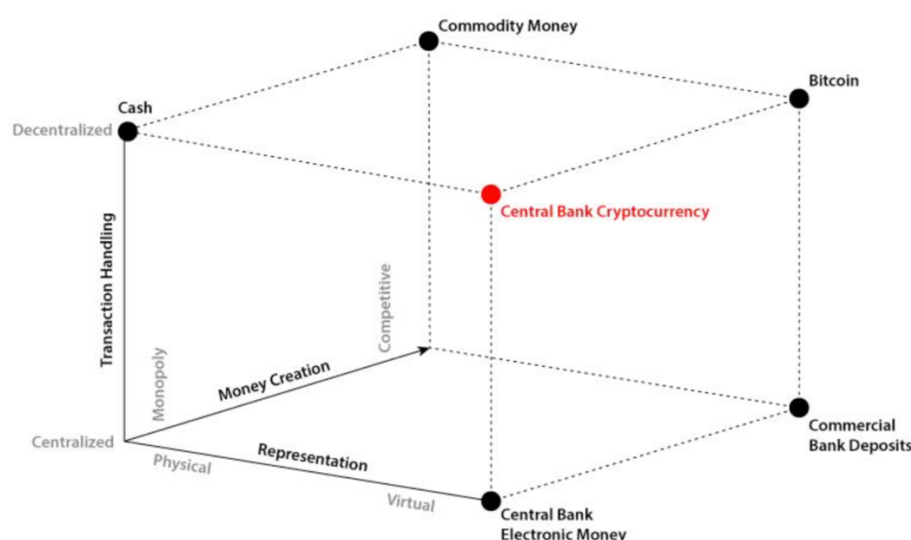 Commodity Money
Bitcoin
Cash
Decentralized
Central Bank Cryptocurrency
Transaction Handling
Competitive
Monopoly
Money Creation
Centralized
Representation
Physical
Virtual
Commercial
Bank Deposits
Central Bank
Electronic Money